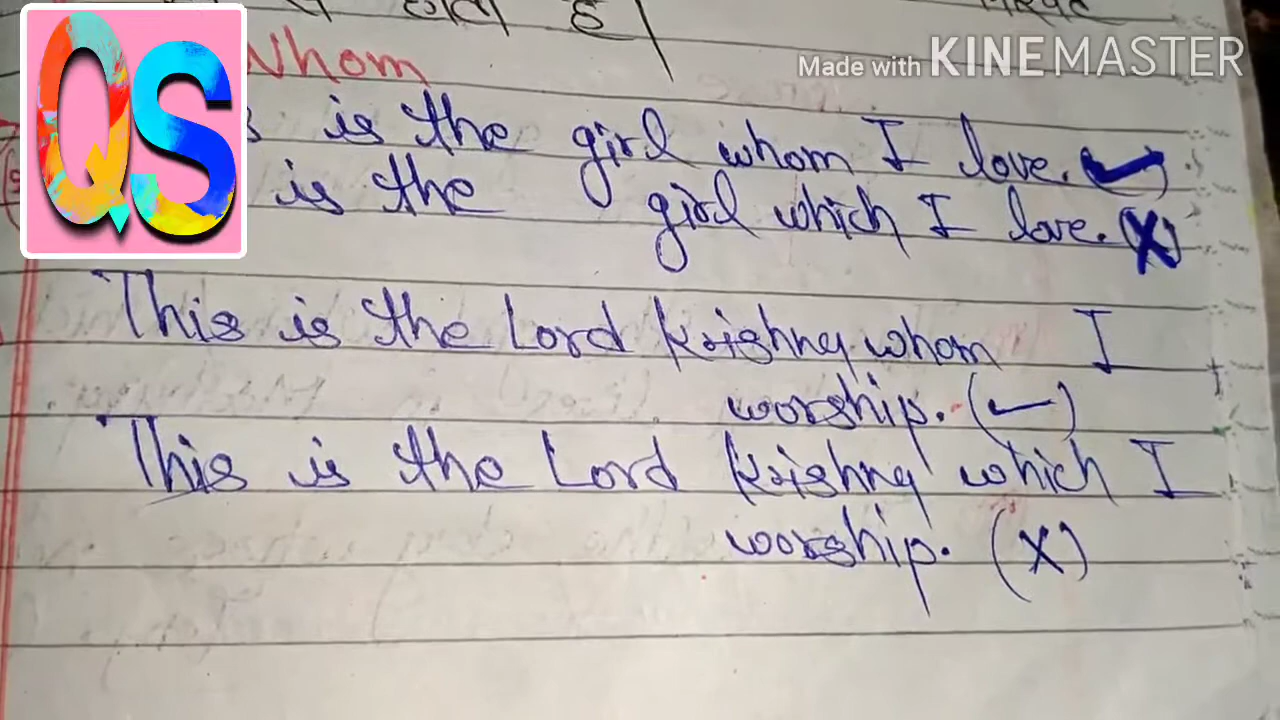 हाता है|
Made with KINEMASTER
QS
Whom
is the girl whom I love.
is the girl which I love. (X)
This is the Lord Krishna whom I
worship. (✓)
This is the Lord Krishna which I
worship. (X)